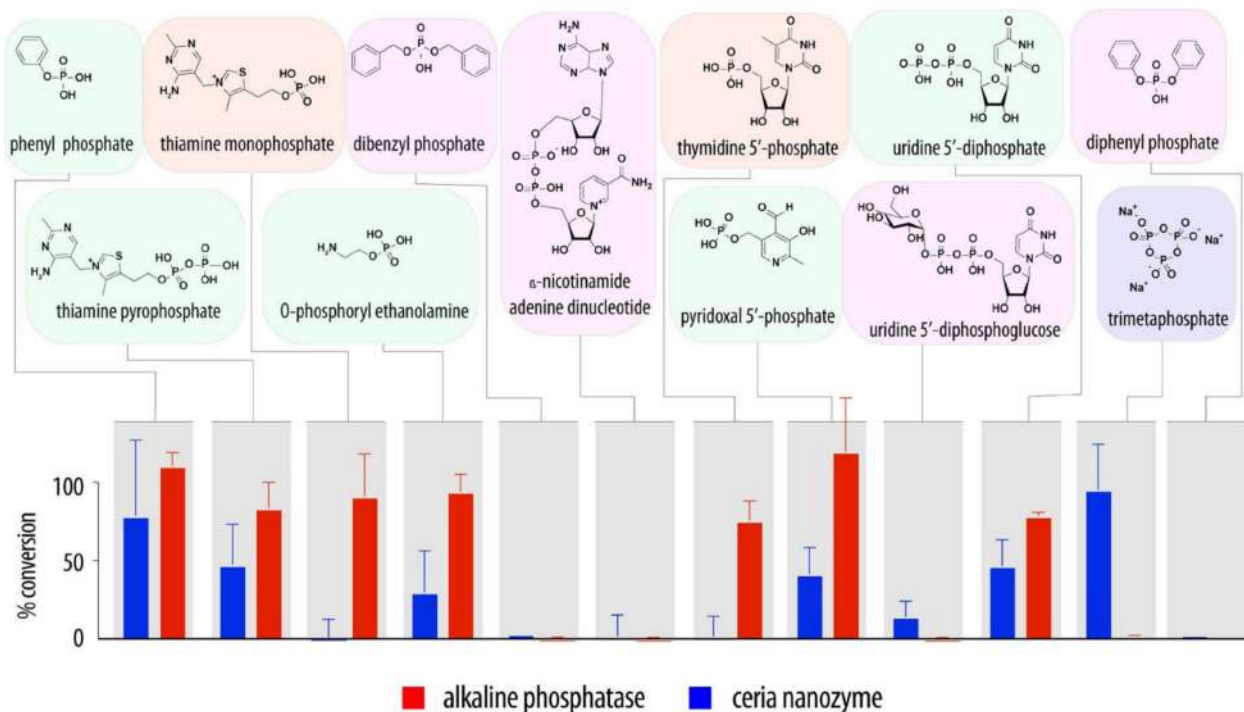 phenyl phosphate
thiamine monophosphate
dibenzyl phosphate
thymidine 5′-phosphate
uridine 5′-diphosphate
diphenyl phosphate
thiamine pyrophosphate
O-phosphoryl ethanolamine
ß-nicotinamide
adenine dinucleotide
pyridoxal 5′-phosphate
uridine 5′-diphosphoglucose
trimetaphosphate
% conversion
100
50
0
alkaline phosphatase
ceria nanozyme